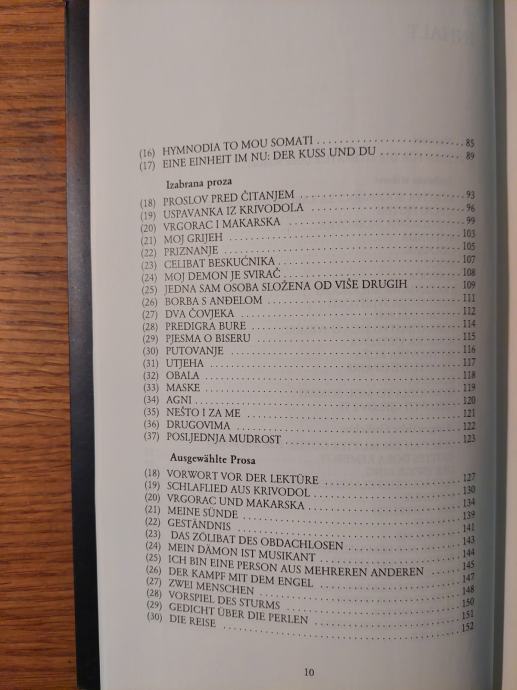 INHALT
(16) HYMNODIA TO MOU SOMATI 85
(17) EINE EINHEIT IM NU: DER KUSS UND DU 89
Izabrana proza
(18) PROSLOV PRED ČITANJEM 93
(19) USPAVANKA IZ KRIVODOLA 96
(20) VRGORAC I MAKARSKA 99
(21) MOJ GRIJEH 103
(22) PRIZNANJE 105
(23) CELIBAT BESKUĆNIKA 107
(24) MOJ DEMON JE SVIRAČ 108
(25) JEDNA SAM OSOBA SLOŽENA OD VIŠE DRUGIH 109
(26) BORBA S ANĐELOM 111
(27) DVA ČOVJEKA 112
(28) PREDIGRA BURE 114
(29) PJESMA O BISERU 115
(30) PUTOVANJE 116
(31) UTJEHA 117
(32) OBALA 118
(33) MASKE 119
(34) AGNI 120
(35) NEŠTO I ZA ME 121
(36) DRUGOVIMA 122
(37) POSLJEDNJA MUDROST 123
Ausgewählte Prosa
(18) VORWORT VOR DER LEKTÜRE 127
(19) SCHLAFLIED AUS KRIVODOL 130
(20) VRGORAC UND MAKARSKA 134
(21) MEINE SÜNDE 139
(22) GESTÄNDNIS 141
(23) DAS ZÖLIBAT DES OBDACHLOSEN 143
(24) MEIN DÄMON IST MUSIKANT 144
(25) ICH BIN EINE PERSON AUS MEHREREN ANDEREN 145
(26) DER KAMPF MIT DEM ENGEL 147
(27) ZWEI MENSCHEN 148
(28) VORSPIEL DES STURMS 150
(29) GEDICHT ÜBER DIE PERLEN 151
(30) DIE REISE 152
10